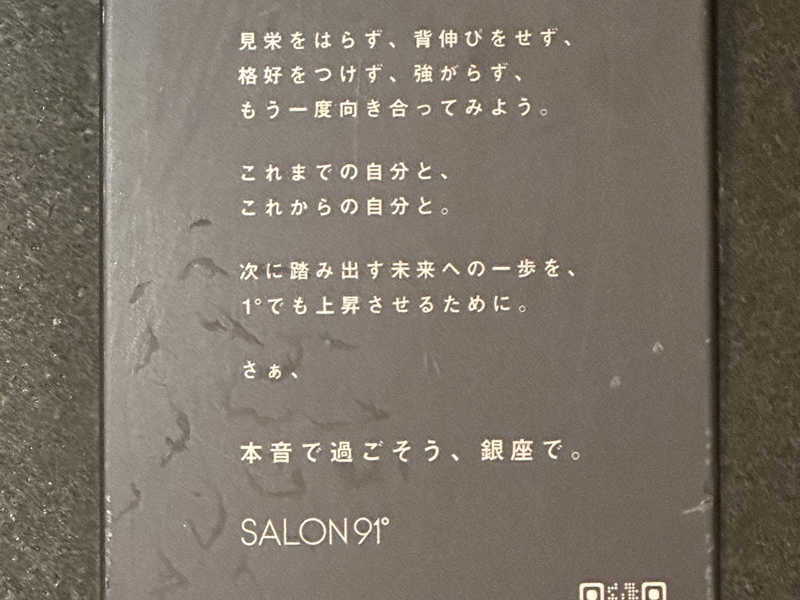 見栄をはらず、背伸びをせず、
格好をつけず、強がらず、
もう一度向き合ってみよう。
これまでの自分と、
これからの自分と。
次に踏み出す未来への一歩を、
1°でも上昇させるために。
さぁ、
本音で過ごそう、銀座で。
SALON 91°